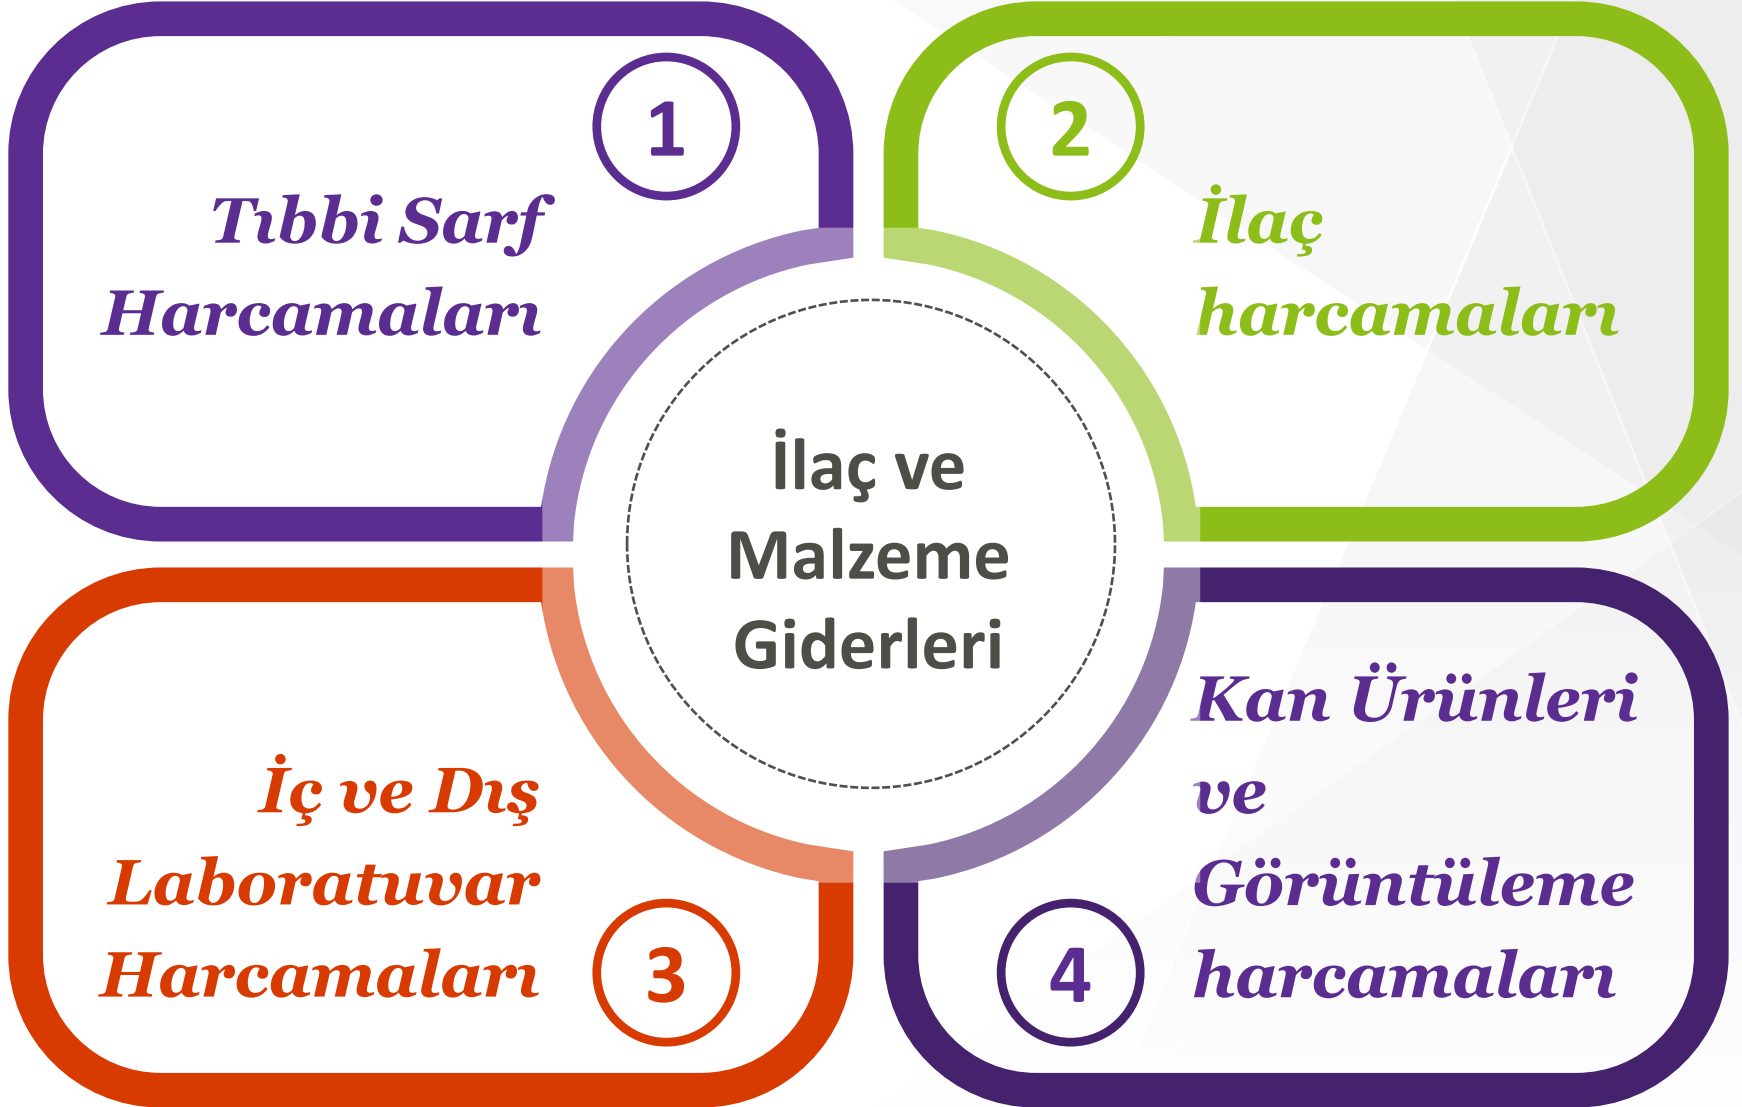 1
Tıbbi Sarf
Harcamaları
2
İlaç
harcamaları
İlaç ve
Malzeme
Giderleri
İç ve Dış
Laboratuvar
Harcamaları
3
Kan Ürünleri
ve
Görüntüleme
harcamaları
4